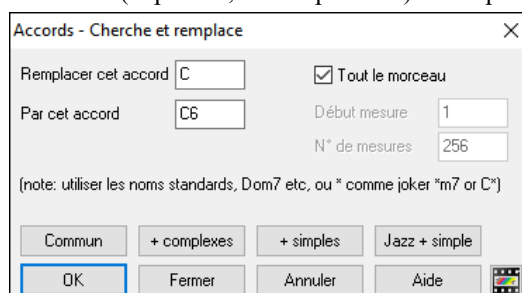 Accords - Cherche et remplace
Remplacer cet accord C
Tout le morceau
Par cet accord C6
Début mesure 1
N° de mesures 256
(note: utiliser les noms standards, Dom7 etc, ou * comme joker *m7 or C*)
Commun + complexes + simples Jazz + simple
OK Fermer Annuler Aide